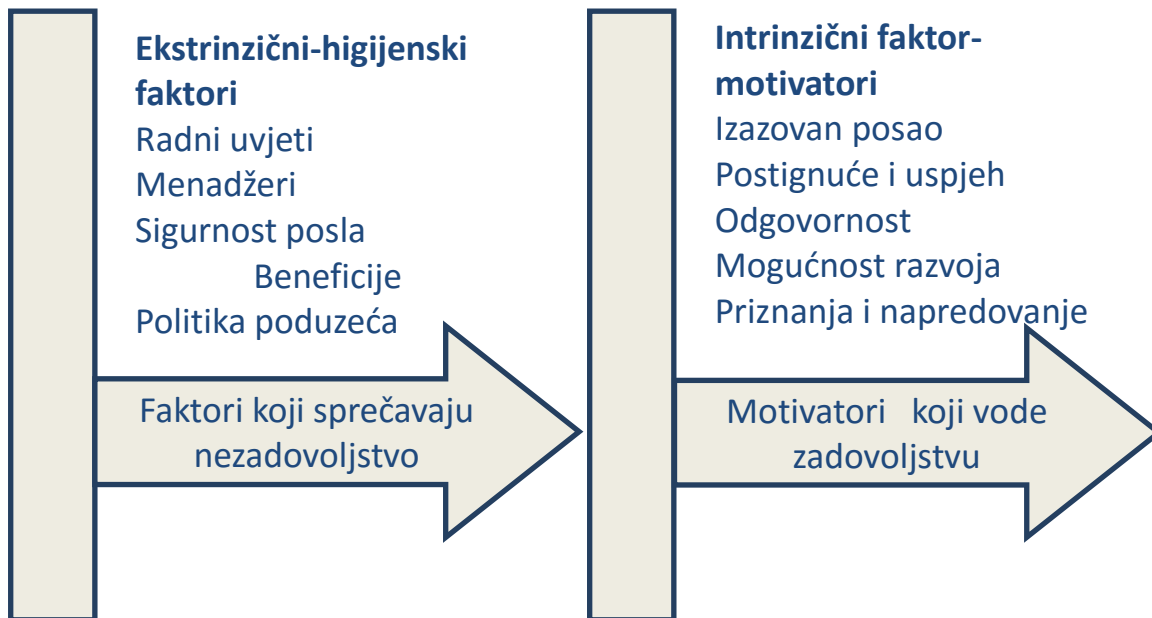 Ekstrinzični-higijenski
faktori
Radni uvjeti
Menadžeri
Sigurnost posla
Beneficije
Politika poduzeća
Faktori koji sprečavaju
nezadovoljstvo
Intrinzični faktor-
motivatori
Izazovan posao
Postignuće i uspjeh
Odgovornost
Mogućnost razvoja
Priznanja i napredovanje
Motivatori   koji vode
zadovoljstvu